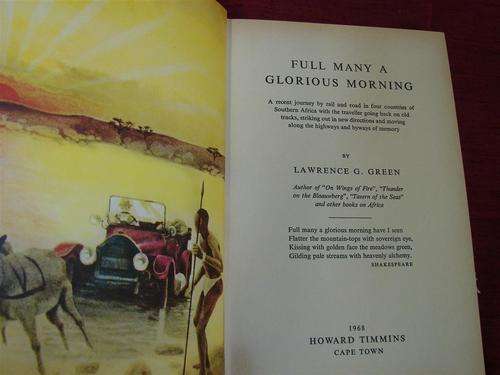 FULL MANY A
GLORIOUS MORNING
A recent journey by rail and road in four countries of
Southern Africa with the traveller going back on old
tracks, striking out in new directions and moving
along the highways and byways of memory
BY
LAWRENCE G. GREEN
Author of "On Wings of Fire", "Thunder
on the Blaauwberg", "Tavern of the Seas"
and other books on Africa
Full many a glorious morning have I seen
Flatter the mountain-tops with sovereign eye,
Kissing with golden face the meadows green,
Gilding pale streams with heavenly alchemy.
SHAKESPEARE
1968
HOWARD TIMMINS
CAPE TOWN